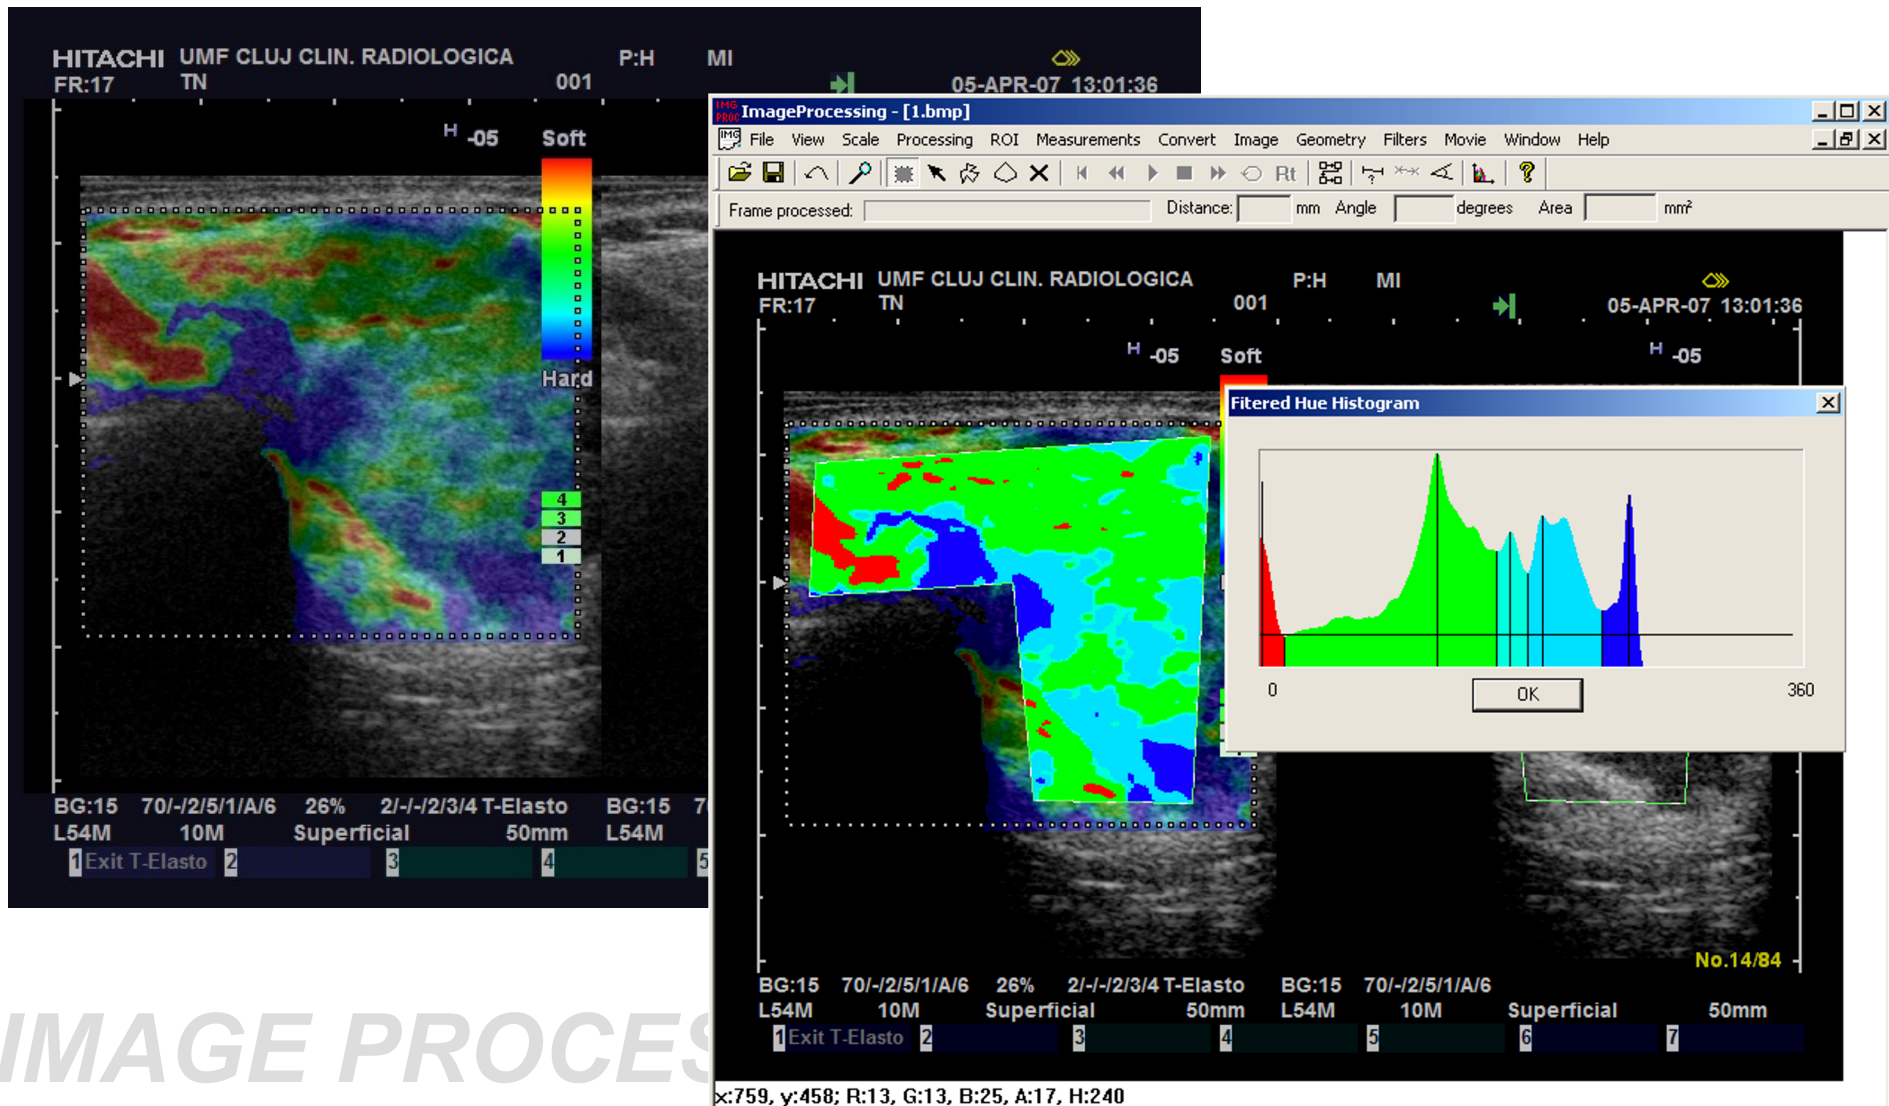 HITACHI UMF CLUJ CLIN. RADIOLOGICA P:H MI
FR:17 TN 001 05-APR-07 13:01:36
H -05 Soft
Hard
4
3
2
1
BG:15 70/-/2/5/1/A/6 26% 2/-/-/2/3/4 T-Elasto BG:15 7
L54M 10M Superficial 50mm L54M
1 Exit T-Elasto 2 3 4 5
IMAGE PROCES
IMG PROC ImageProcessing - [1.bmp]
IMG File View Scale Processing ROI Measurements Convert Image Geometry Filters Movie Window Help
Rt ?
Frame processed: Distance: mm Angle degrees Area mm²
HITACHI UMF CLUJ CLIN. RADIOLOGICA P:H MI
FR:17 TN 001 05-APR-07 13:01:36
H -05 Soft H -05
Fitered Hue Histogram
0 360
OK
No.14/84
BG:15 70/-/2/5/1/A/6 26% 2/-/-/2/3/4 T-Elasto BG:15 70/-/2/5/1/A/6
L54M 10M Superficial 50mm L54M 10M Superficial 50mm
1 Exit T-Elasto 2 3 4 5 6 7
x:759, y:458; R:13, G:13, B:25, A:17, H:240